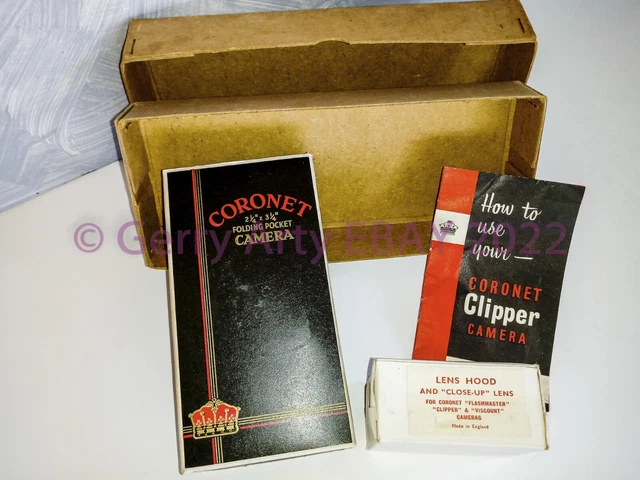 CORONET
2¼" x 3¼"
FOLDING POCKET
CAMERA
© Gerry Arty EBAY 2022
How to
use
your—
CORONET
Clipper
CAMERA
LENS HOOD
AND "CLOSE-UP" LENS
FOR CORONET "FLASHMASTER"
"CLIPPER" & "VISCOUNT"
CAMERAS
Made in England